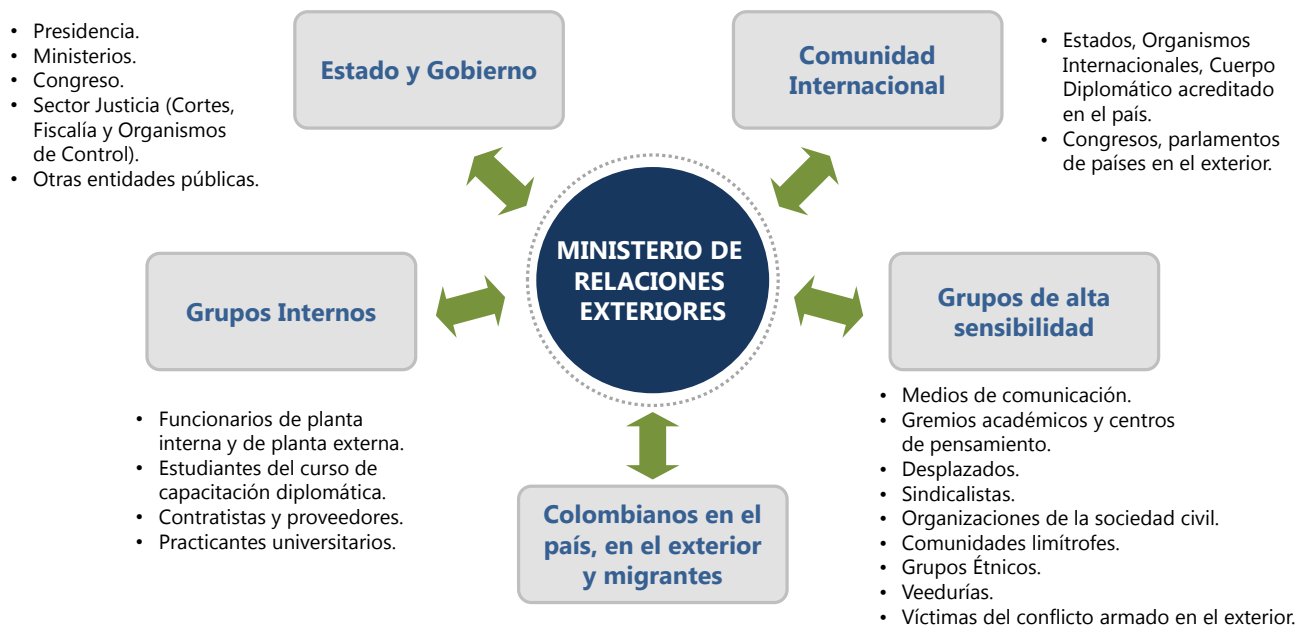 • Presidencia.
• Ministerios.
• Congreso.
• Sector Justicia (Cortes,
Fiscalía y Organismos
de Control).
• Otras entidades públicas.
Estado y Gobierno
Comunidad
Internacional
• Estados, Organismos
Internacionales, Cuerpo
Diplomático acreditado
en el país.
• Congresos, parlamentos
de países en el exterior.
MINISTERIO DE
RELACIONES
EXTERIORES
Grupos Internos
• Funcionarios de planta
interna y de planta externa.
• Estudiantes del curso de
capacitación diplomática.
• Contratistas y proveedores.
• Practicantes universitarios.
Colombianos en el
país, en el exterior
y migrantes
Grupos de alta
sensibilidad
• Medios de comunicación.
• Gremios académicos y centros
de pensamiento.
• Desplazados.
• Sindicalistas.
• Organizaciones de la sociedad civil.
• Comunidades limítrofes.
• Grupos Étnicos.
• Veedurías.
• Víctimas del conflicto armado en el exterior.